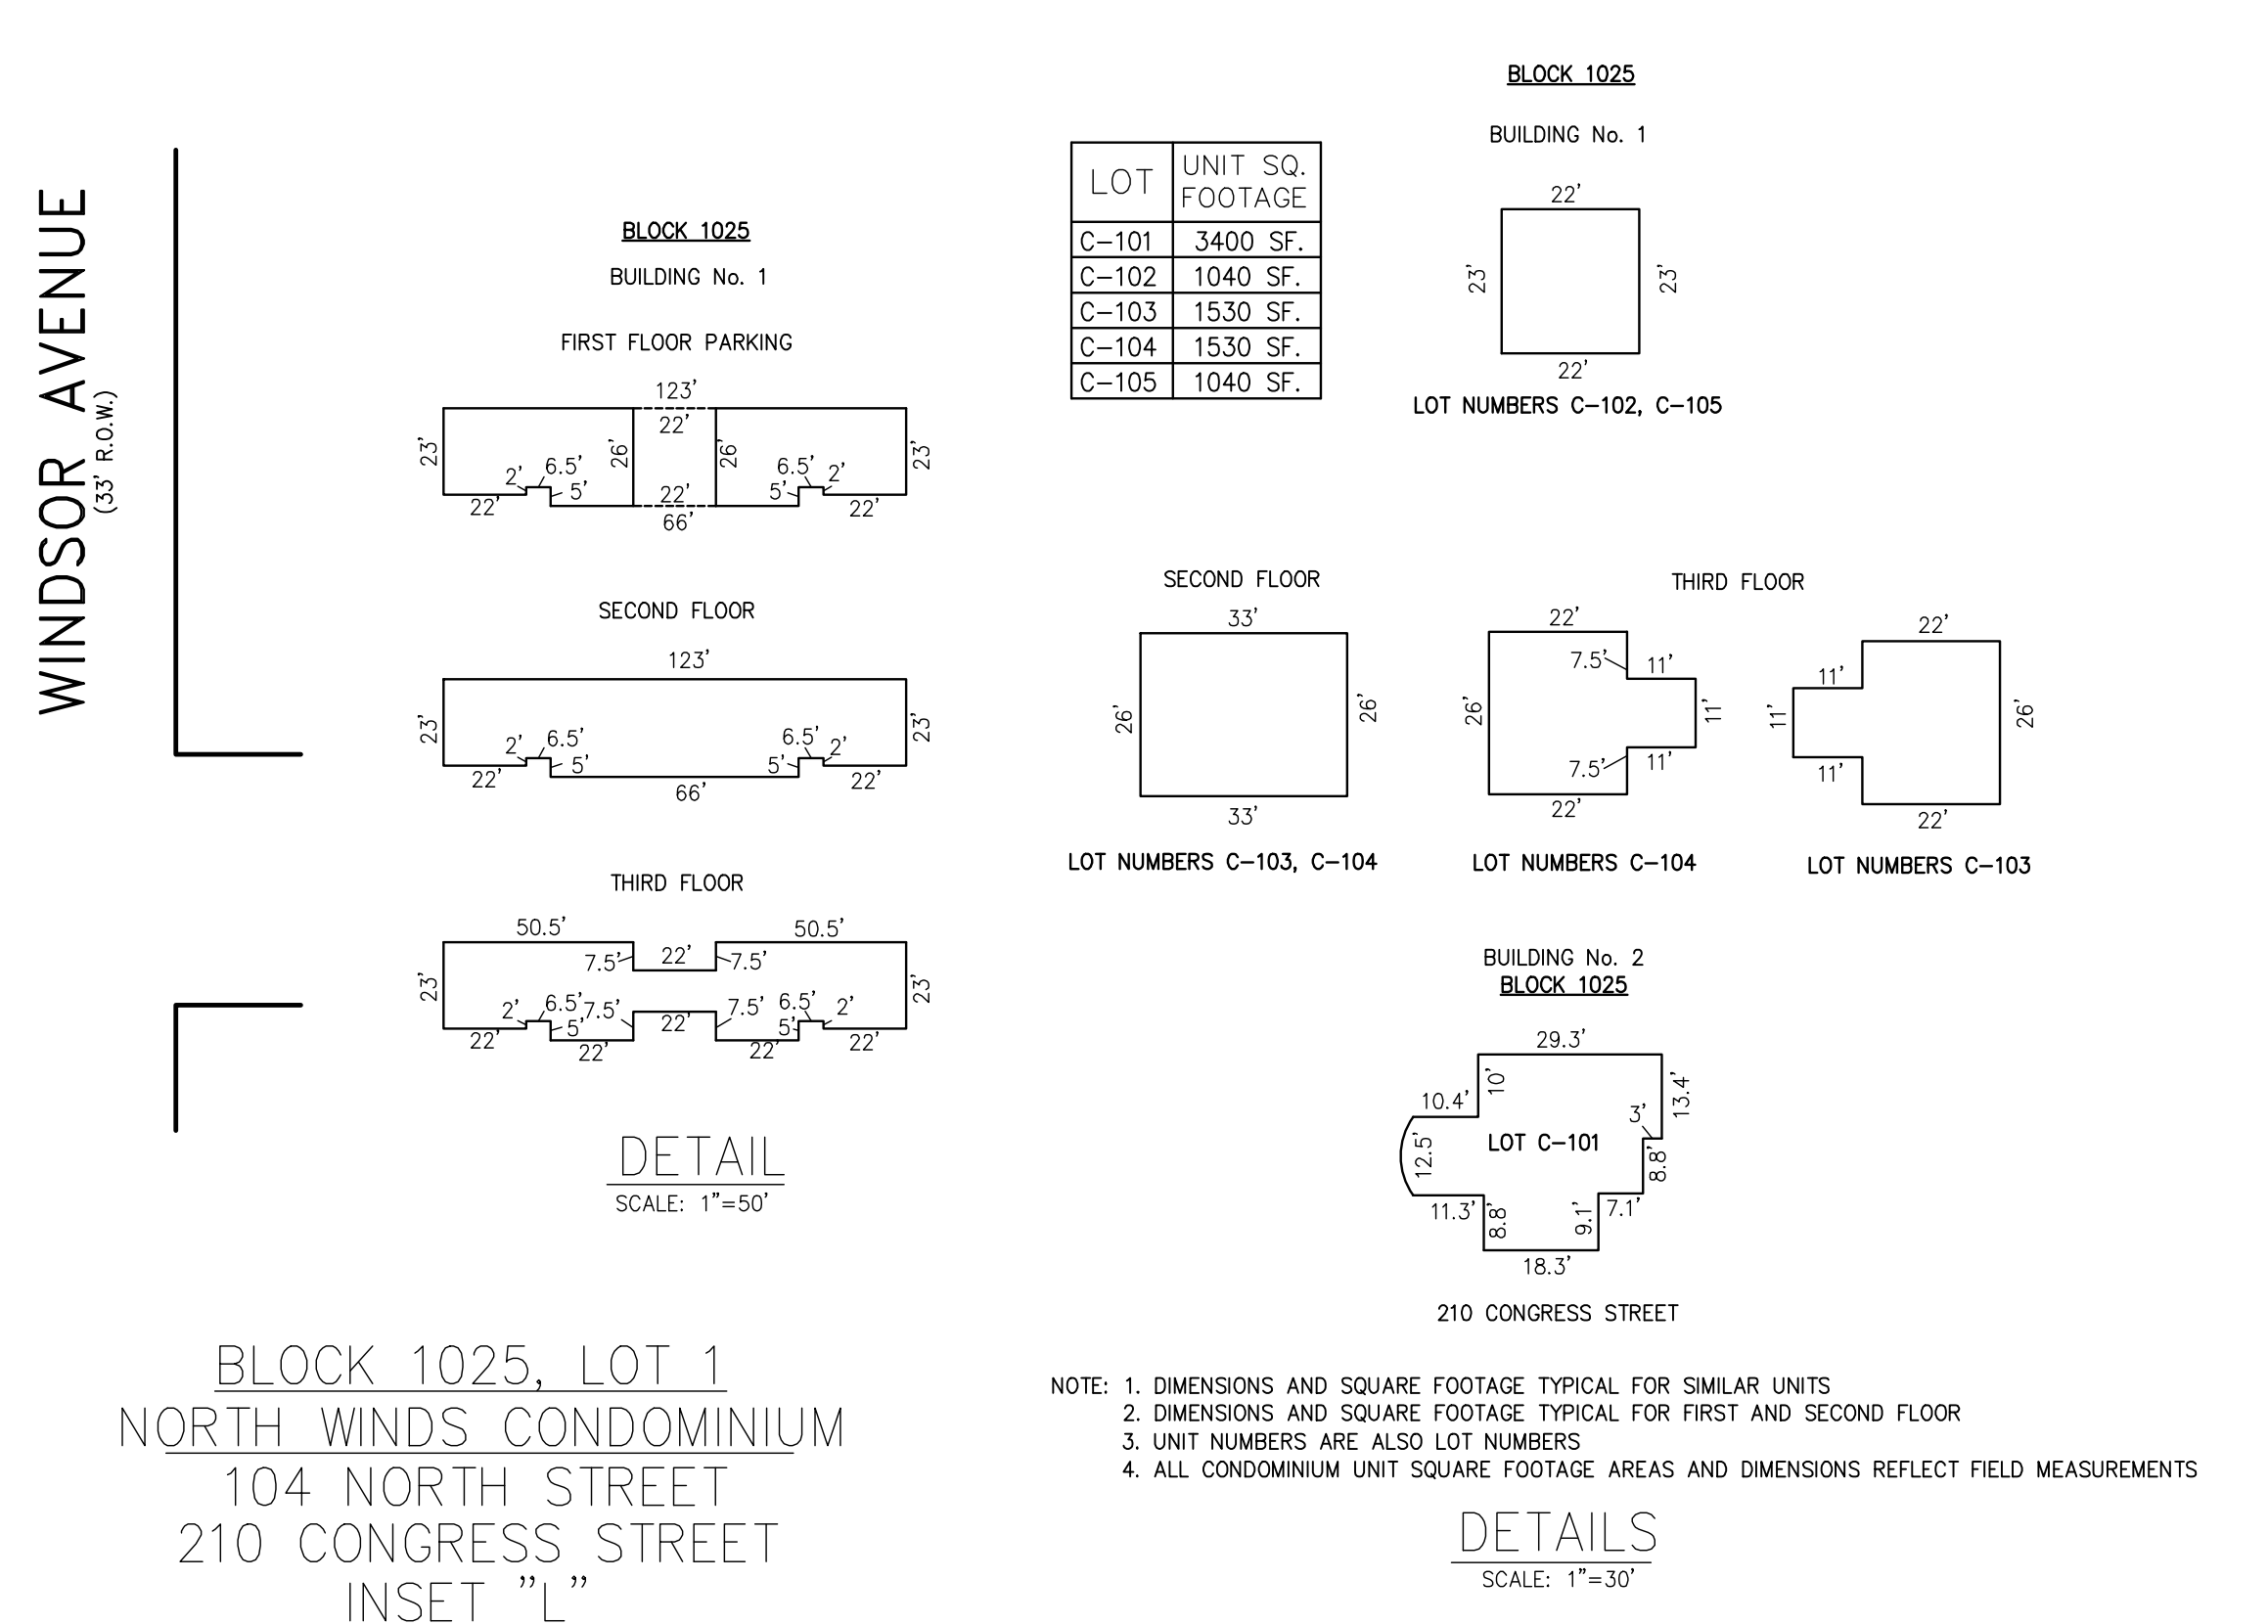 WINDSOR AVENUE
(33' R.O.W.)
BLOCK 1025
BUILDING No. 1
FIRST FLOOR PARKING
123'
22'
23'
26'
26'
23'
2'
6.5'
5'
22'
6.5'
2'
5'
22'
22'
66'
22'
SECOND FLOOR
123'
23'
23'
2'
6.5'
5'
6.5'
2'
5'
22'
66'
22'
THIRD FLOOR
50.5'
50.5'
7.5'
22'
7.5'
23'
23'
2'
6.5'
7.5'
7.5'
6.5'
2'
5'
22'
5'
22'
22'
22'
22'
DETAIL
SCALE: 1"=50'
BLOCK 1025, LOT 1
NORTH WINDS CONDOMINIUM
104 NORTH STREET
210 CONGRESS STREET
INSET "L"
LOT UNIT SQ.
FOOTAGE
C-101 3400 SF.
C-102 1040 SF.
C-103 1530 SF.
C-104 1530 SF.
C-105 1040 SF.
BLOCK 1025
BUILDING No. 1
22'
23'
23'
22'
LOT NUMBERS C-102, C-105
SECOND FLOOR
33'
26'
26'
33'
LOT NUMBERS C-103, C-104
THIRD FLOOR
22'
7.5'
11'
26'
11'
7.5'
11'
22'
LOT NUMBERS C-104
22'
11'
11'
26'
11'
22'
LOT NUMBERS C-103
BUILDING No. 2
BLOCK 1025
29.3'
10'
13.4'
10.4'
3'
LOT C-101
12.5'
8.8'
11.3'
8.8'
9.1'
7.1'
18.3'
210 CONGRESS STREET
NOTE: 1. DIMENSIONS AND SQUARE FOOTAGE TYPICAL FOR SIMILAR UNITS
2. DIMENSIONS AND SQUARE FOOTAGE TYPICAL FOR FIRST AND SECOND FLOOR
3. UNIT NUMBERS ARE ALSO LOT NUMBERS
4. ALL CONDOMINIUM UNIT SQUARE FOOTAGE AREAS AND DIMENSIONS REFLECT FIELD MEASUREMENTS
DETAILS
SCALE: 1"=30'